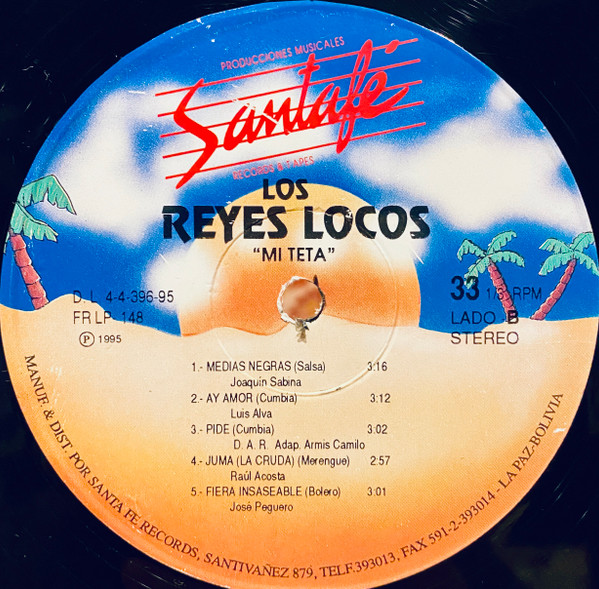 PRODUCCIONES MUSICALES
Santafé
RECORDS & TAPES
LOS
REYES LOCOS
"MI TETA"
D. L. 4-4-396-95
FR LP- 148
℗ 1995
33 1/3 RPM
LADO B
STEREO
1.- MEDIAS NEGRAS (Salsa) 3:16
Joaquín Sabina
2.- AY AMOR (Cumbia) 3:12
Luis Alva
3.- PIDE (Cumbia) 3:02
D. A. R. Adap. Armis Camilo
4.- JUMA (LA CRUDA) (Merengue) 2:57
Raúl Acosta
5.- FIERA INSASEABLE (Bolero) 3:01
José Peguero
MANUF. & DIST. POR SANTA FE RECORDS, SANTIVAÑEZ 879, TELF.393013, FAX 591-2-393014 - LA PAZ-BOLIVIA